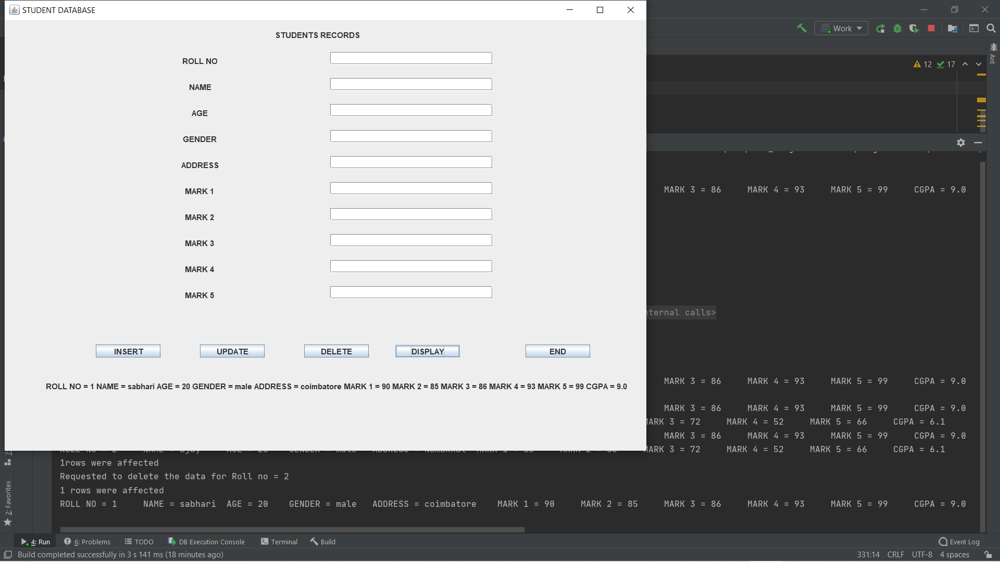 STUDENT DATABASE
Work
STUDENTS RECORDS
ROLL NO
NAME
AGE
GENDER
ADDRESS
MARK 1
MARK 2
MARK 3
MARK 4
MARK 5
INSERT UPDATE DELETE DISPLAY END
ROLL NO = 1 NAME = sabhari AGE = 20 GENDER = male ADDRESS = coimbatore MARK 1 = 90 MARK 2 = 85 MARK 3 = 86 MARK 4 = 93 MARK 5 = 99 CGPA = 9.0
12 17
Ant
MARK 3 = 86 MARK 4 = 93 MARK 5 = 99 CGPA = 9.0
calls>
MARK 3 = 86 MARK 4 = 93 MARK 5 = 99 CGPA = 9.0
MARK 3 = 86 MARK 4 = 93 MARK 5 = 99 CGPA = 9.0
MARK 3 = 72 MARK 4 = 52 MARK 5 = 66 CGPA = 6.1
MARK 3 = 86 MARK 4 = 93 MARK 5 = 99 CGPA = 9.0
MARK 3 = 72 MARK 4 = 52 MARK 5 = 66 CGPA = 6.1
1rows were affected
Requested to delete the data for Roll no = 2
1 rows were affected
ROLL NO = 1 NAME = sabhari AGE = 20 GENDER = male ADDRESS = coimbatore MARK 1 = 90 MARK 2 = 85 MARK 3 = 86 MARK 4 = 93 MARK 5 = 99 CGPA = 9.0
2: Favorites
4: Run 6: Problems TODO DB Execution Console Terminal Build Event Log
Build completed successfully in 3 s 141 ms (18 minutes ago) 331:14 CRLF UTF-8 4 spaces